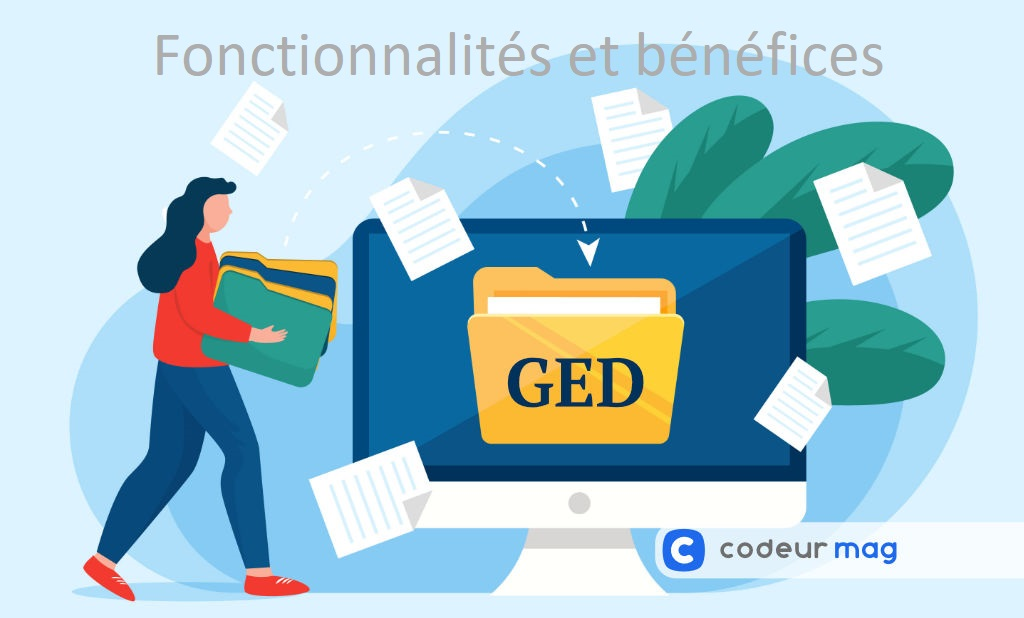 Fonctionnalités et bénéfices
GED
codeur mag